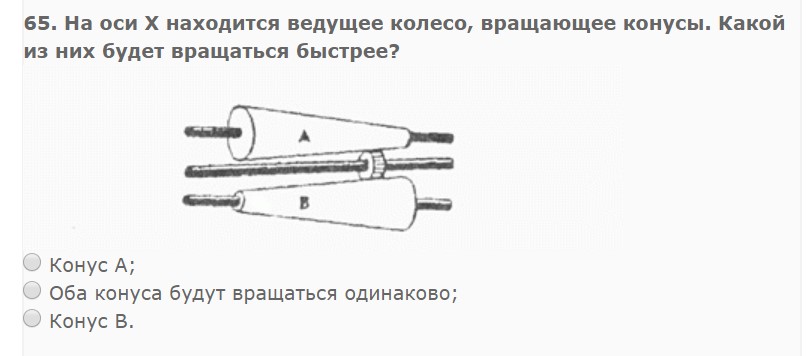 65. На оси X находится ведущее колесо, вращающее конусы. Какой
из них будет вращаться быстрее?
A
B
Конус A;
Оба конуса будут вращаться одинаково;
Конус B.